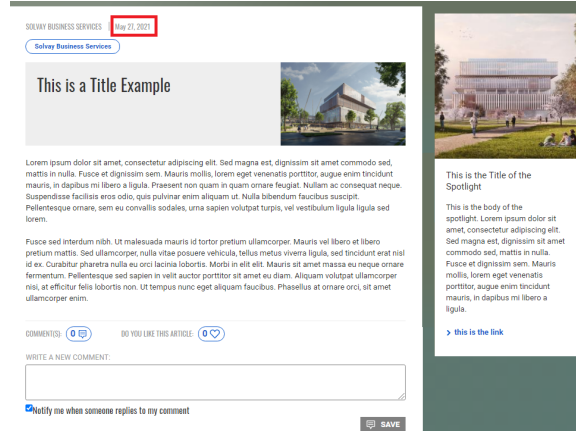 SOLVAY BUSINESS SERVICES | May 27, 2021
Solvay Business Services
This is a Title Example
Lorem ipsum dolor sit amet, consectetur adipiscing elit. Sed magna est, dignissim sit amet commodo sed,
mattis in nulla. Fusce et dignissim sem. Mauris mollis, lorem eget venenatis porttitor, augue enim tincidunt
mauris, in dapibus mi libero a ligula. Praesent non quam in quam ornare feugiat. Nullam ac consequat neque.
Suspendisse facilisis eros odio, quis pulvinar enim aliquam ut. Nulla bibendum faucibus suscipit.
Pellentesque ornare, sem eu convallis sodales, urna sapien volutpat turpis, vel vestibulum ligula ligula sed
lorem.
Fusce sed interdum nibh. Ut malesuada mauris id tortor pretium ullamcorper. Mauris vel libero et libero
pretium mattis. Sed ullamcorper, nulla vitae posuere vehicula, tellus metus viverra ligula, sed tincidunt erat nisl
id ex. Curabitur pharetra nulla eu orci lacinia lobortis. Morbi in elit elit. Mauris sit amet massa eu neque ornare
fermentum. Pellentesque sed sapien in velit auctor porttitor sit amet eu diam. Aliquam volutpat ullamcorper
nisi, at efficitur felis lobortis non. Ut tempus nunc eget aliquam faucibus. Phasellus at ornare orci, sit amet
ullamcorper enim.
COMMENT(S): 0
DO YOU LIKE THIS ARTICLE: 0
WRITE A NEW COMMENT:
Notify me when someone replies to my comment
SAVE
This is the Title of the
Spotlight
This is the body of the
spotlight. Lorem ipsum dolor sit
amet, consectetur adipiscing elit.
Sed magna est, dignissim sit amet
commodo sed, mattis in nulla.
Fusce et dignissim sem. Mauris
mollis, lorem eget venenatis
porttitor, augue enim tincidunt
mauris, in dapibus mi libero a
ligula.
> this is the link